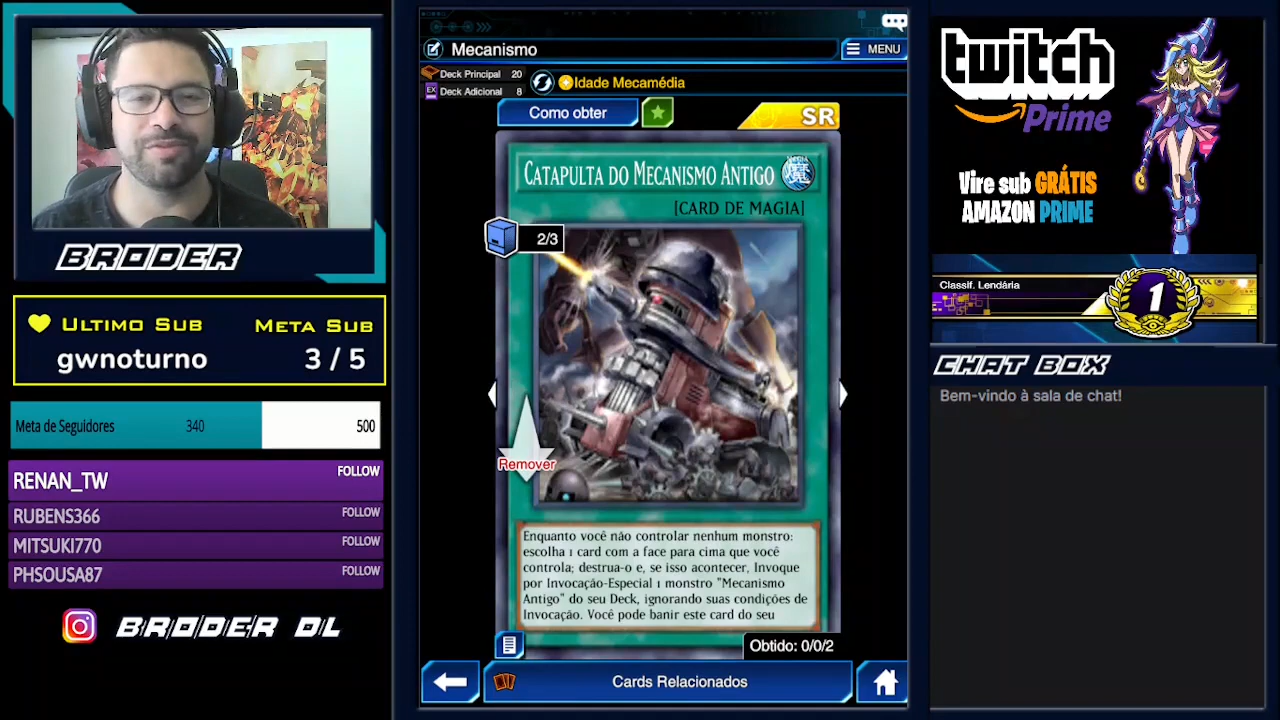 BRODER
ULTIMO SUB
META SUB
gwnoturno
3 / 5
Meta de Seguidores
340
500
RENAN_TW
FOLLOW
RUBENS366
FOLLOW
MITSUKI770
FOLLOW
PHSOUSA87
FOLLOW
BRODER DL
Mecanismo
MENU
Deck Principal 20
EX Deck Adicional 8
Idade Mecamédia
Como obter
SR
CATAPULTA DO MECANISMO ANTIGO
[CARD DE MAGIA]
2/3
Remover
Enquanto você não controlar nenhum monstro:
escolha 1 card com a face para cima que você
controla; destrua-o e, se isso acontecer, Invoque
por Invocação-Especial 1 monstro "Mecanismo
Antigo" do seu Deck, ignorando suas condições de
Invocação. Você pode banir este card do seu
Obtido: 0/0/2
Cards Relacionados
twitch
Prime
Vire sub GRÁTIS
AMAZON PRIME
Classif. Lendária
1
CHAT BOX
Bem-vindo à sala de chat!